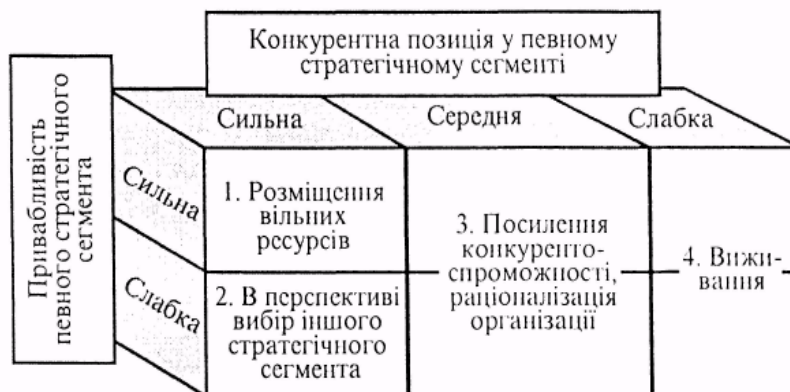 Конкурентна позиція у певному
стратегічному сегменті
Привабливість
певного стратегічного
сегмента
Сильна
Середня
Слабка
Сильна
Слабка
1. Розміщення
вільних
ресурсів
2. В перспективі
вибір іншого
стратегічного
сегмента
3. Посилення
конкуренто-
спроможності,
раціоналізація
організації
4. Вижи-
вання